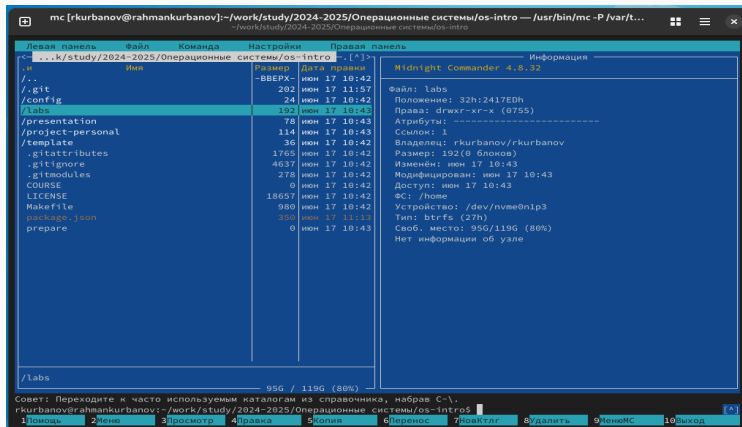 mc [rkurbanov@rahmankurbanov]:~/work/study/2024-2025/Операционные системы/os-intro — /usr/bin/mc -P /var/t...
~/work/study/2024-2025/Операционные системы/os-intro
Левая панель Файл Команда Настройки Правая панель
<— ...k/study/2024-2025/Операционные системы/os-intro —.[^]>
Информация
.и Имя Размер Дата правки
Midnight Commander 4.8.32
/.. -ВВЕРХ- июн 17 10:42
/.git 202 июн 17 11:57
Файл: labs
/config 24 июн 17 10:42
Положение: 32h:2417EDh
/labs 192 июн 17 10:43
Права: drwxr-xr-x (0755)
/presentation 78 июн 17 10:43
Атрибуты: ------------------------
/project-personal 114 июн 17 10:43
Ссылок: 1
/template 36 июн 17 10:42
Владелец: rkurbanov/rkurbanov
.gitattributes 1765 июн 17 10:42
Размер: 192(0 блоков)
.gitignore 4637 июн 17 10:42
Изменён: июн 17 10:43
.gitmodules 278 июн 17 10:42
Модифицирован: июн 17 10:43
COURSE 0 июн 17 10:42
Доступ: июн 17 10:43
LICENSE 18657 июн 17 10:42
ФС: /home
Makefile 980 июн 17 10:42
Устройство: /dev/nvme0n1p3
package.json 350 июн 17 11:13
Тип: btrfs (27h)
prepare 0 июн 17 10:43
Своб. место: 95G/119G (80%)
Нет информации об узле
/labs
95G / 119G (80%)
Совет: Переходите к часто используемым каталогам из справочника, набрав C-\.
rkurbanov@rahmankurbanov:~/work/study/2024-2025/Операционные системы/os-intro$ [^]
1Помощь 2Меню 3Просмотр 4Правка 5Копия 6Перенос 7НовКтлг 8Удалить 9МенюMC 10Выход